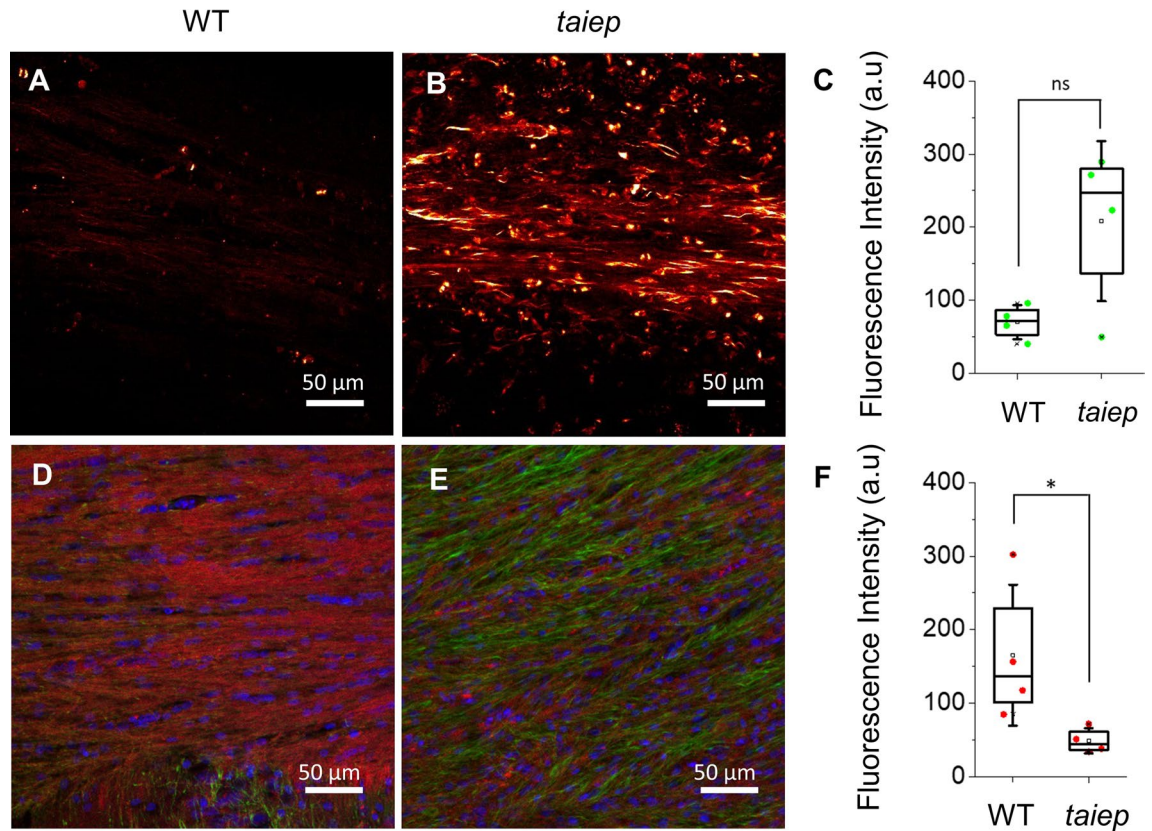 WT
taiep
A
50 µm
B
50 µm
C
Fluorescence Intensity (a.u)
400
300
200
100
0
ns
WT
taiep
D
50 µm
E
50 µm
F
Fluorescence Intensity (a.u)
400
300
200
100
0
*
WT
taiep